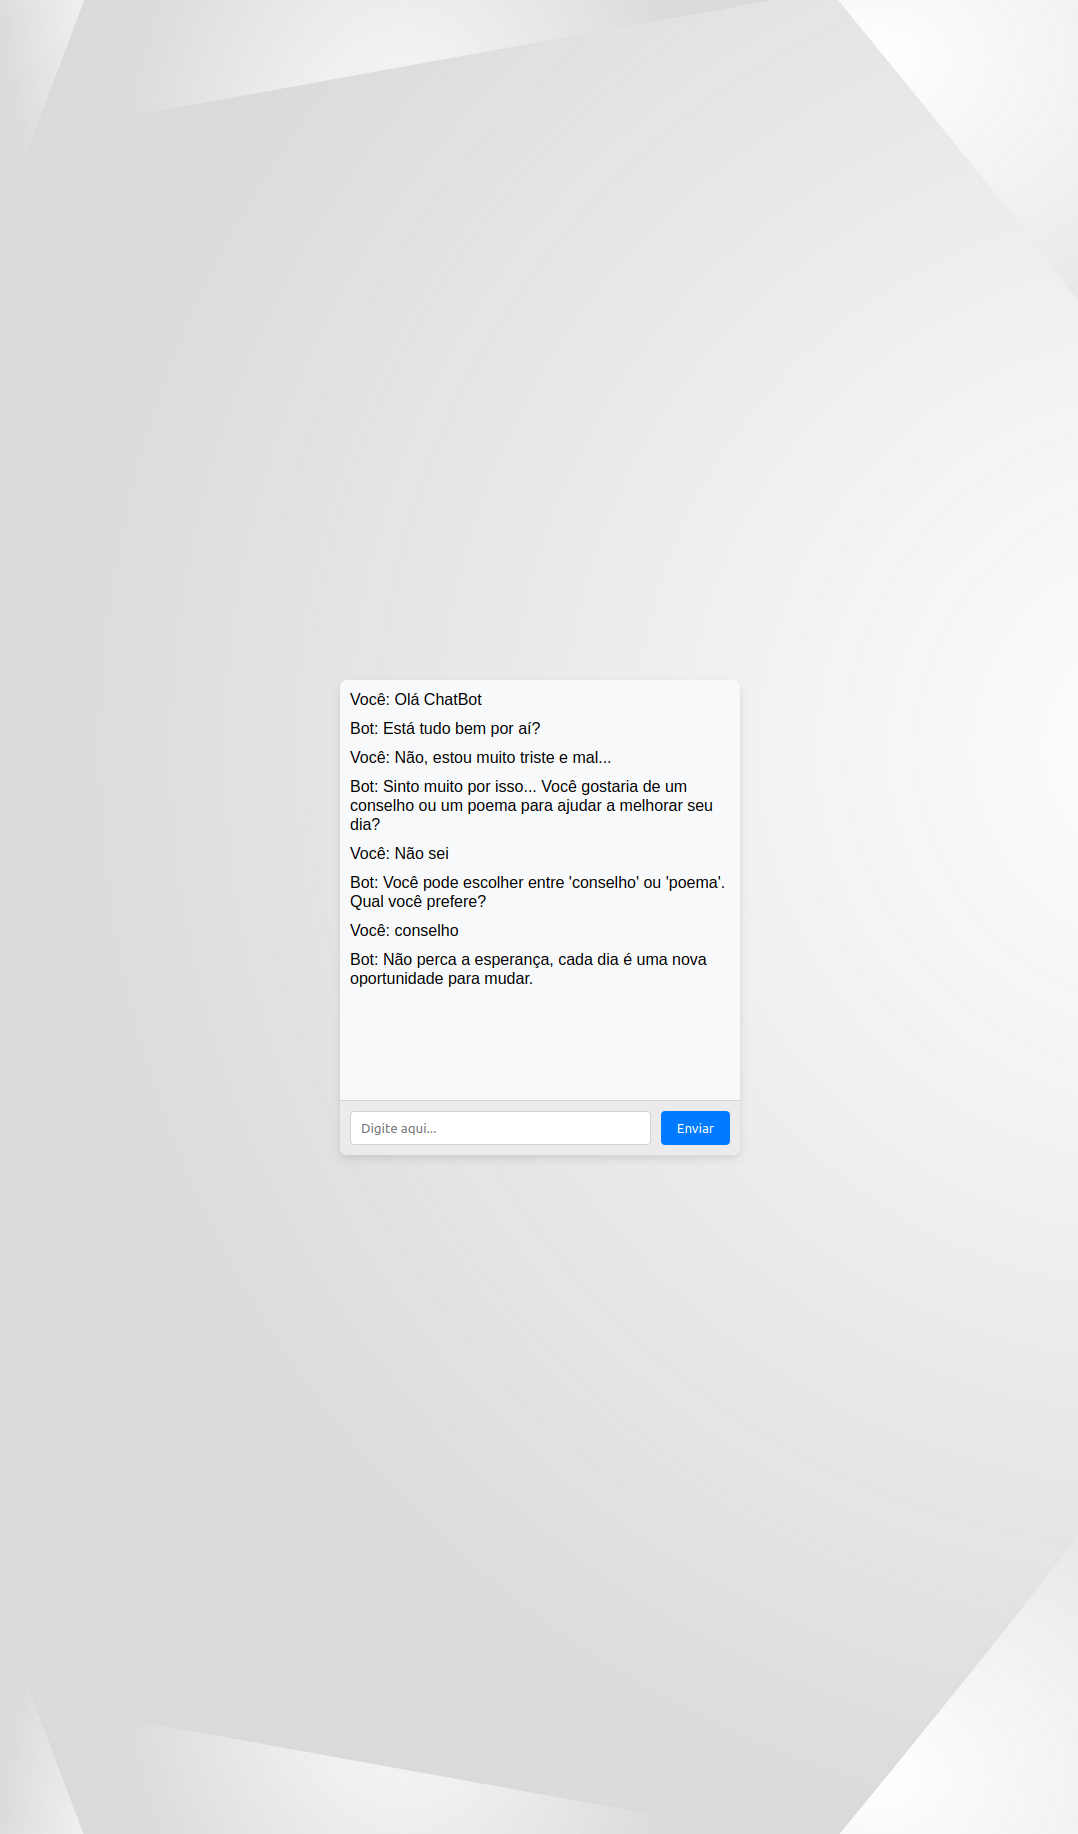 Você: Olá ChatBot
Bot: Está tudo bem por aí?
Você: Não, estou muito triste e mal...
Bot: Sinto muito por isso... Você gostaria de um
conselho ou um poema para ajudar a melhorar seu
dia?
Você: Não sei
Bot: Você pode escolher entre 'conselho' ou 'poema'.
Qual você prefere?
Você: conselho
Bot: Não perca a esperança, cada dia é uma nova
oportunidade para mudar.
Digite aqui...
Enviar